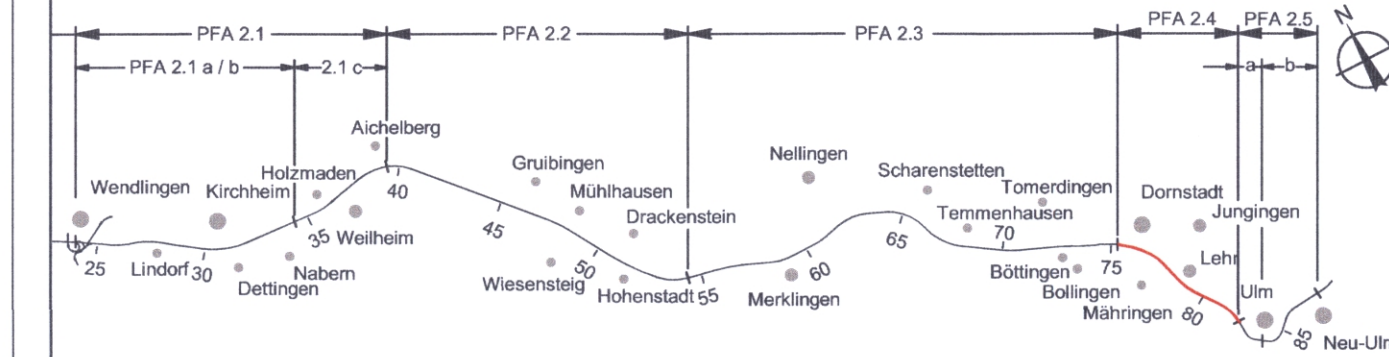 PFA 2.1
PFA 2.2
PFA 2.3
PFA 2.4
PFA 2.5
N
PFA 2.1 a / b
2.1 c
a
b
Aichelberg
Wendlingen
Kirchheim
Holzmaden
40
Gruibingen
Mühlhausen
Drackenstein
Nellingen
Scharenstetten
Tomerdingen
Temmenhausen
70
Dornstadt
Jungingen
25
Lindorf
30
35
Weilheim
Dettingen
Nabern
45
50
Wiesensteig
Hohenstadt
55
Merklingen
60
65
Böttingen
Bollingen
75
Mähringen
Lehr
80
Ulm
85
Neu-Ulm